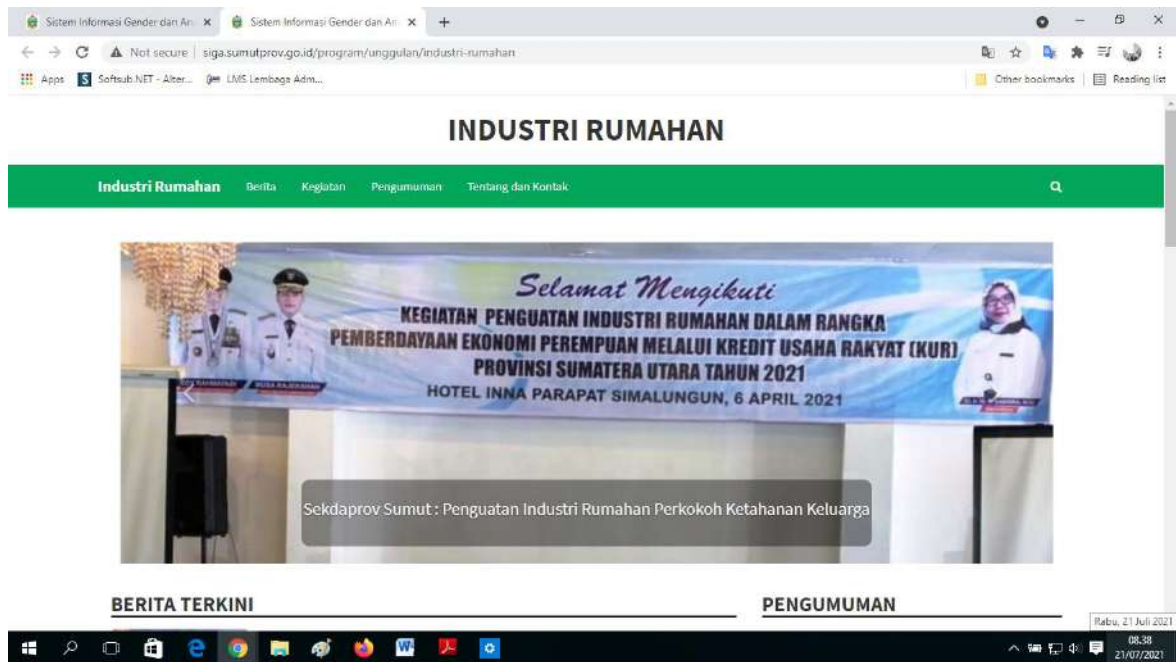 Sistem Informasi Gender dan An
Sistem Informasi Gender dan An
Not secure
siga.sumutprov.go.id/program/unggulan/industri-rumahan
Apps
Softsub.NET - Alter...
LMS Lembaga Adm...
Other bookmarks
Reading list
INDUSTRI RUMAHAN
Industri Rumahan Berita Kegiatan Pengumuman Tentang dan Kontak
Selamat Mengikuti
KEGIATAN PENGUATAN INDUSTRI RUMAHAN DALAM RANGKA
PEMBERDAYAAN EKONOMI PEREMPUAN MELALUI KREDIT USAHA RAKYAT (KUR)
PROVINSI SUMATERA UTARA TAHUN 2021
HOTEL INNA PARAPAT SIMALUNGUN, 6 APRIL 2021
Sekdaprov Sumut : Penguatan Industri Rumahan Perkokoh Ketahanan Keluarga
BERITA TERKINI
PENGUMUMAN
Rabu, 21 Juli 2021
08.38
21/07/2021